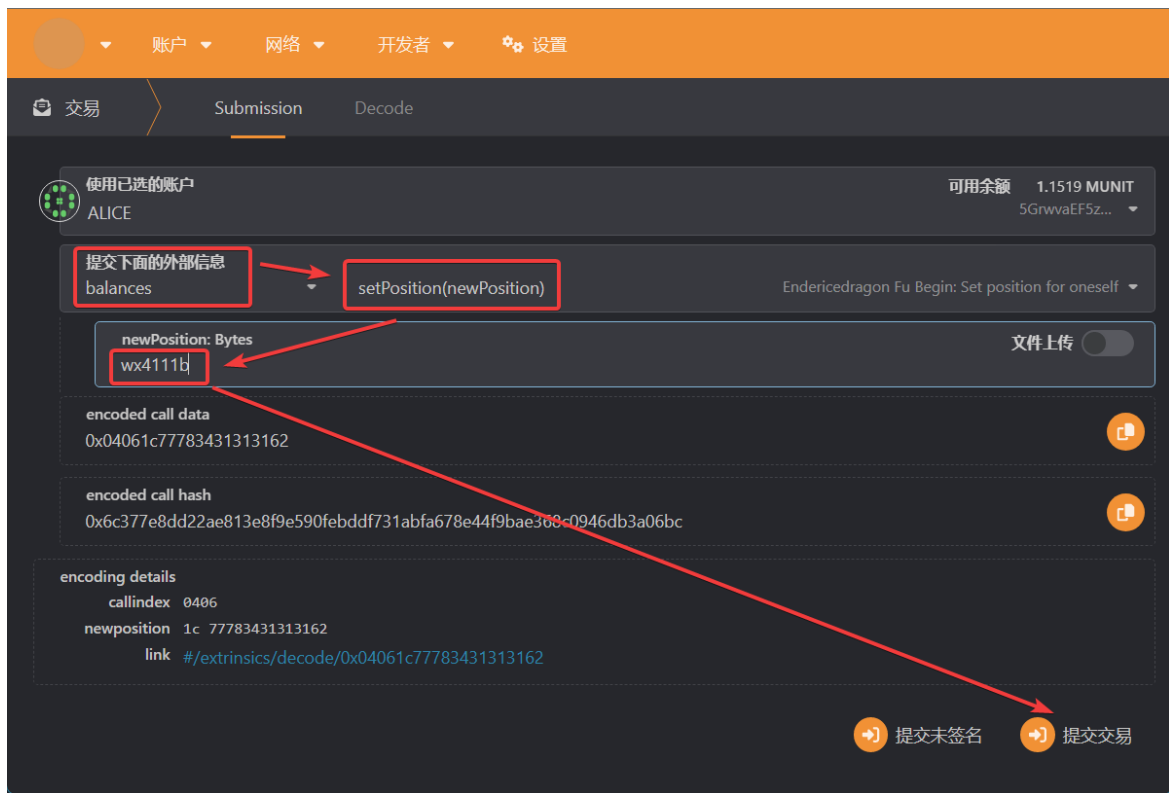 账户 网络 开发者 设置
交易 Submission Decode
使用已选的账户 可用余额 1.1519 MUNIT
ALICE 5GrwvaEF5z...
提交下面的外部信息
balances setPosition(newPosition) Endericedragon Fu Begin: Set position for oneself
newPosition: Bytes 文件上传
wx4111b
encoded call data
0x04061c77783431313162
encoded call hash
0x6c377e8dd22ae813e8f9e590febddf731abfa678e44f9bae368c0946db3a06bc
encoding details
callindex 0406
newposition 1c 77783431313162
link #/extrinsics/decode/0x04061c77783431313162
提交未签名 提交交易